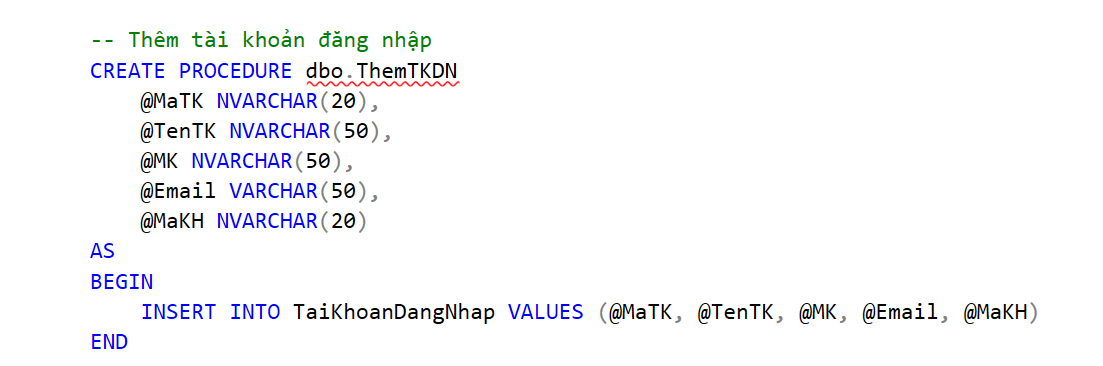 -- Thêm tài khoản đăng nhập
CREATE PROCEDURE dbo.ThemTKDN
@MaTK NVARCHAR(20),
@TenTK NVARCHAR(50),
@MK NVARCHAR(50),
@Email VARCHAR(50),
@MaKH NVARCHAR(20)
AS
BEGIN
INSERT INTO TaiKhoanDangNhap VALUES (@MaTK, @TenTK, @MK, @Email, @MaKH)
END